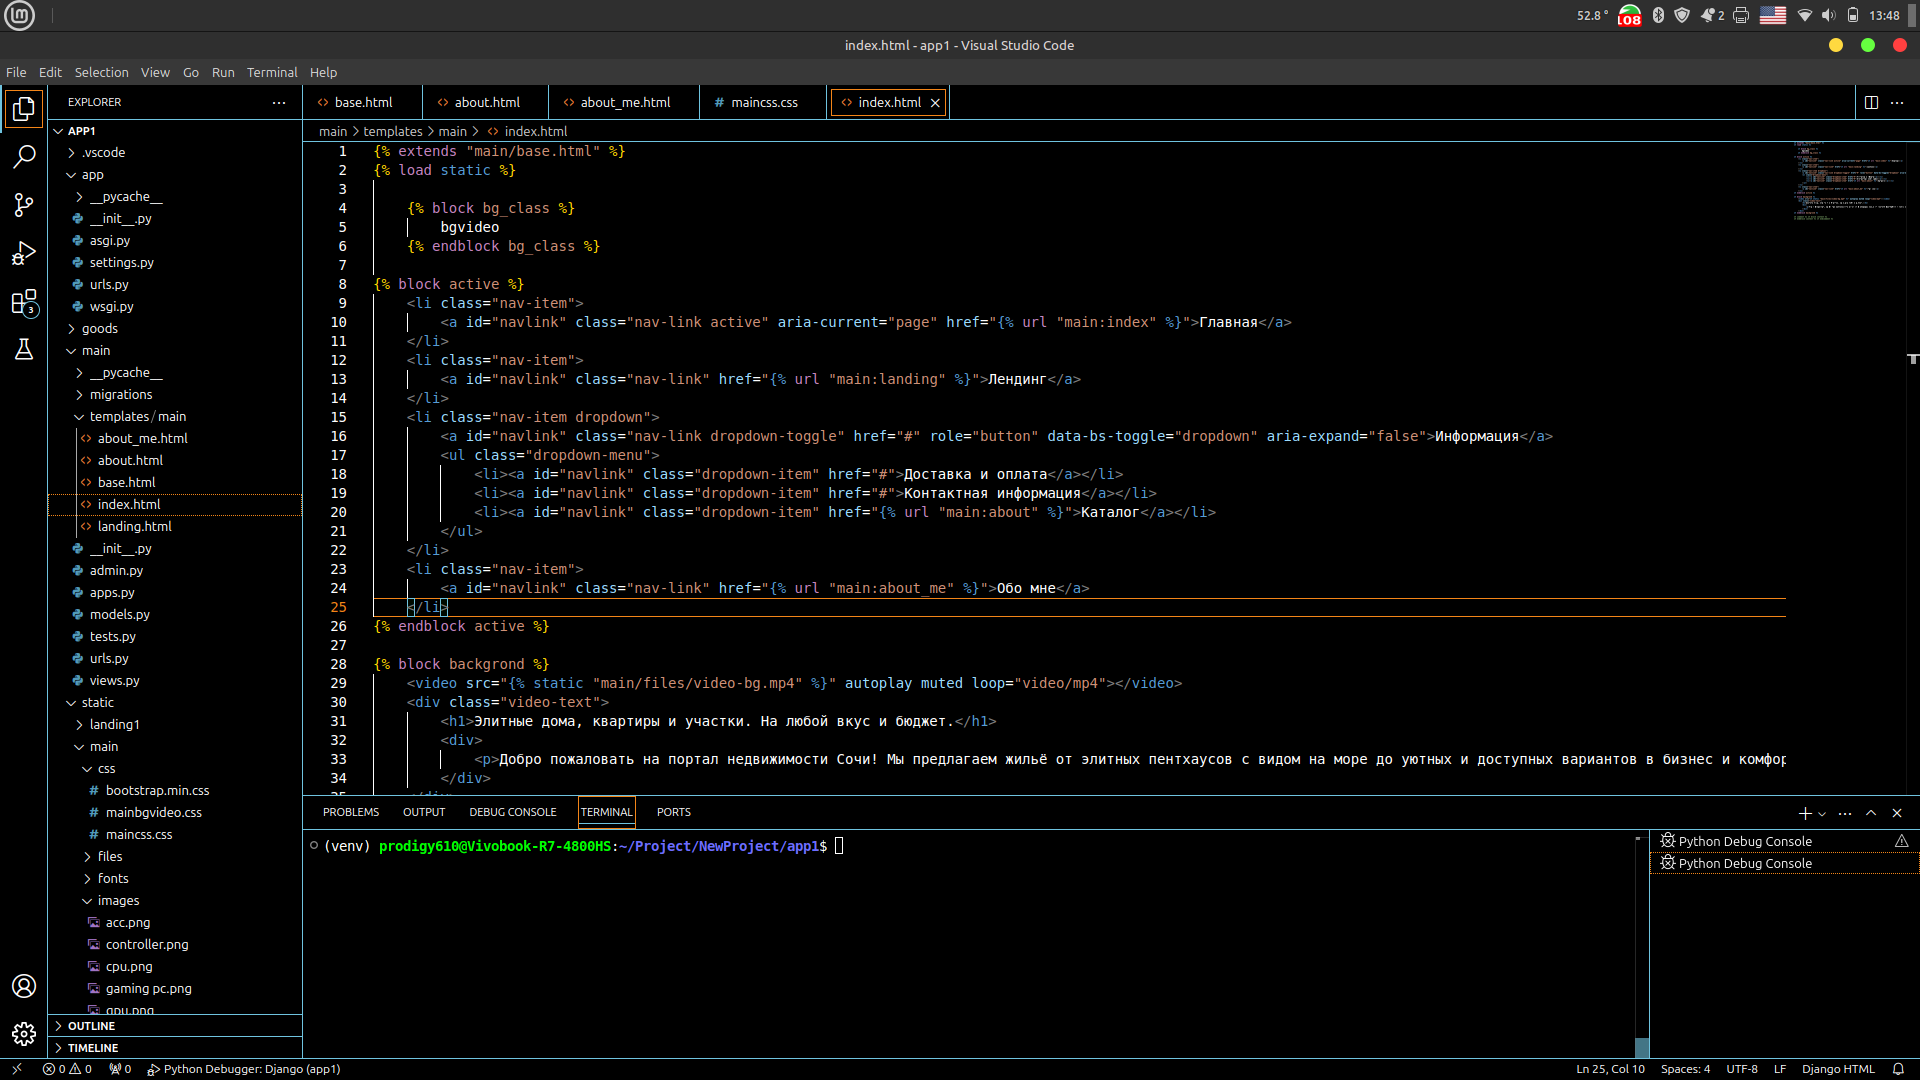 52.8 °
108
2
13:48
index.html - app1 - Visual Studio Code
File Edit Selection View Go Run Terminal Help
EXPLORER
APP1
.vscode
app
__pycache__
__init__.py
asgi.py
settings.py
urls.py
wsgi.py
goods
main
__pycache__
migrations
templates / main
about_me.html
about.html
base.html
index.html
landing.html
__init__.py
admin.py
apps.py
models.py
tests.py
urls.py
views.py
static
landing1
main
css
bootstrap.min.css
mainbgvideo.css
maincss.css
files
fonts
images
acc.png
controller.png
cpu.png
gaming pc.png
gpu.png
OUTLINE
TIMELINE
3
base.html about.html about_me.html # maincss.css index.html
main > templates > main > index.html
1 {% extends "main/base.html" %}
2 {% load static %}
3
4 {% block bg_class %}
5 bgvideo
6 {% endblock bg_class %}
7
8 {% block active %}
9 <li class="nav-item">
10 <a id="navlink" class="nav-link active" aria-current="page" href="{% url "main:index" %}">Главная</a>
11 </li>
12 <li class="nav-item">
13 <a id="navlink" class="nav-link" href="{% url "main:landing" %}">Лендинг</a>
14 </li>
15 <li class="nav-item dropdown">
16 <a id="navlink" class="nav-link dropdown-toggle" href="#" role="button" data-bs-toggle="dropdown" aria-expand="false">Информация</a>
17 <ul class="dropdown-menu">
18 <li><a id="navlink" class="dropdown-item" href="#">Доставка и оплата</a></li>
19 <li><a id="navlink" class="dropdown-item" href="#">Контактная информация</a></li>
20 <li><a id="navlink" class="dropdown-item" href="{% url "main:about" %}">Каталог</a></li>
21 </ul>
22 </li>
23 <li class="nav-item">
24 <a id="navlink" class="nav-link" href="{% url "main:about_me" %}">Обо мне</a>
25 </li>
26 {% endblock active %}
27
28 {% block backgrond %}
29 <video src="{% static "main/files/video-bg.mp4" %}" autoplay muted loop="video/mp4"></video>
30 <div class="video-text">
31 <h1>Элитные дома, квартиры и участки. На любой вкус и бюджет.</h1>
32 <div>
33 <p>Добро пожаловать на портал недвижимости Сочи! Мы предлагаем жильё от элитных пентхаусов с видом на море до уютных и доступных вариантов в бизнес и комфор
34 </div>
35 </div>
PROBLEMS OUTPUT DEBUG CONSOLE TERMINAL PORTS
(venv) prodigy610@Vivobook-R7-4800HS:~/Project/NewProject/app1$
Python Debug Console
Python Debug Console
0 0 0 Python Debugger: Django (app1)
Ln 25, Col 10 Spaces: 4 UTF-8 LF Django HTML